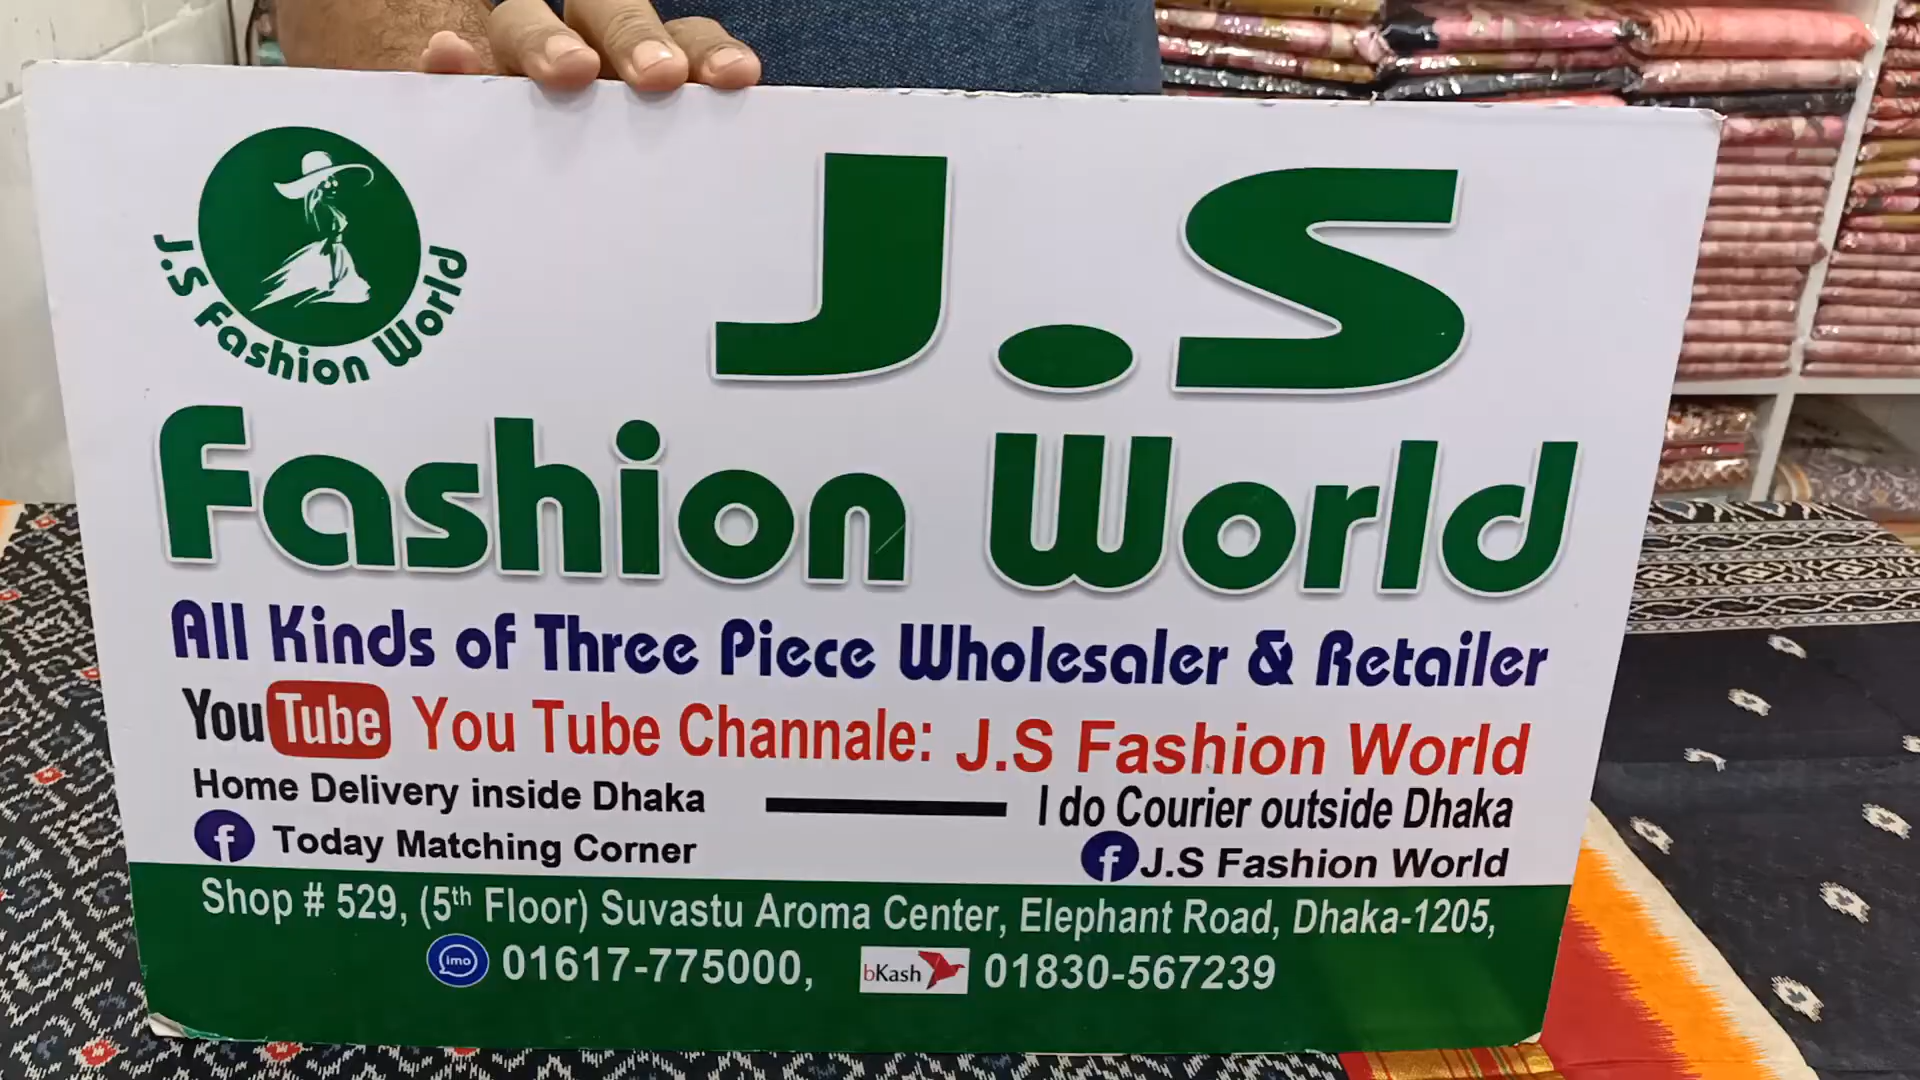 J.S Fashion World
J.S
Fashion World
All Kinds of Three Piece Wholesaler & Retailer
YouTube You Tube Channale: J.S Fashion World
Home Delivery inside Dhaka I do Courier outside Dhaka
f Today Matching Corner f J.S Fashion World
Shop # 529, (5th Floor) Suvastu Aroma Center, Elephant Road, Dhaka-1205,
imo 01617-775000, bKash 01830-567239